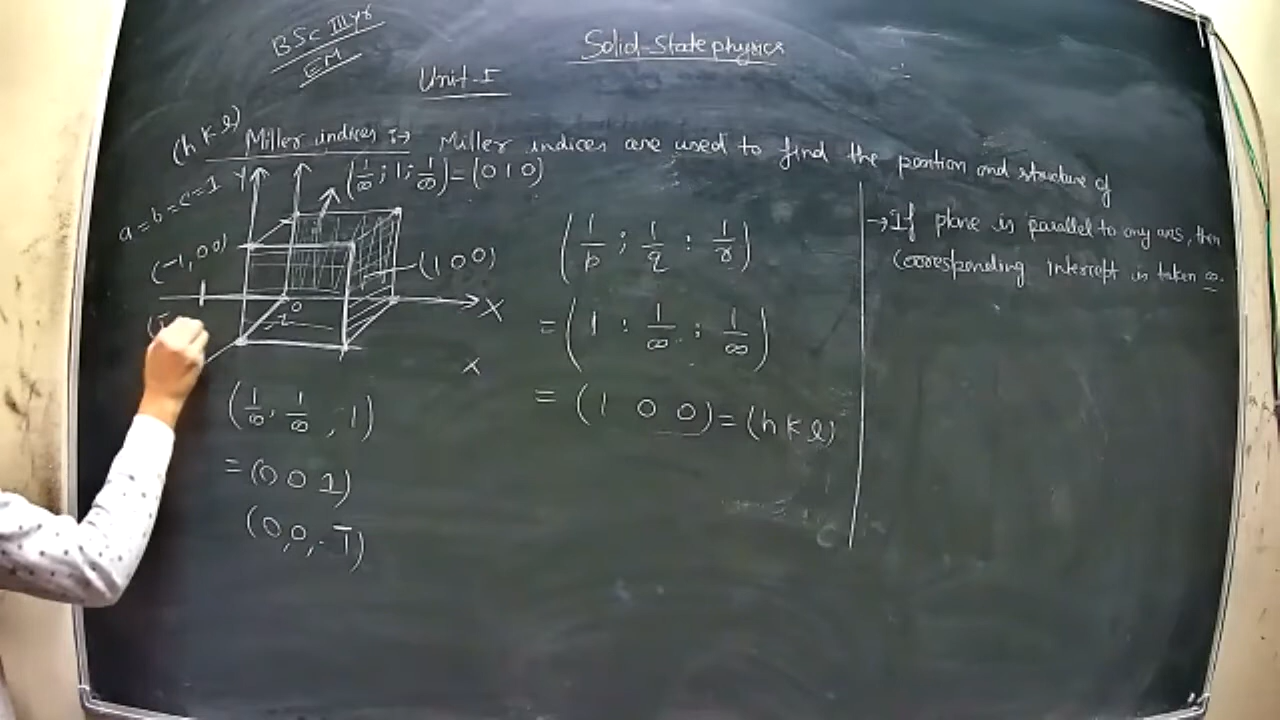 BSc III yr
EM
Solid-State physics
Unit-I
(h k l)
Miller indices :→ Miller indices are used to find the position and structure of
a = b = c = 1
Y
(1/∞ ; 1 ; 1/∞) = (0 1 0)
(-1,0 0)
(1 0 0)
X
x
(1/∞, 1/∞, 1)
= (0 0 1)
(0,0,-1̄)
(1/p ; 1/q : 1/r)
= (1 : 1/∞ ; 1/∞)
= (1 0 0) = (h k l)
→ If plane is parallel to any axis, then
corresponding intercept is taken ∞.